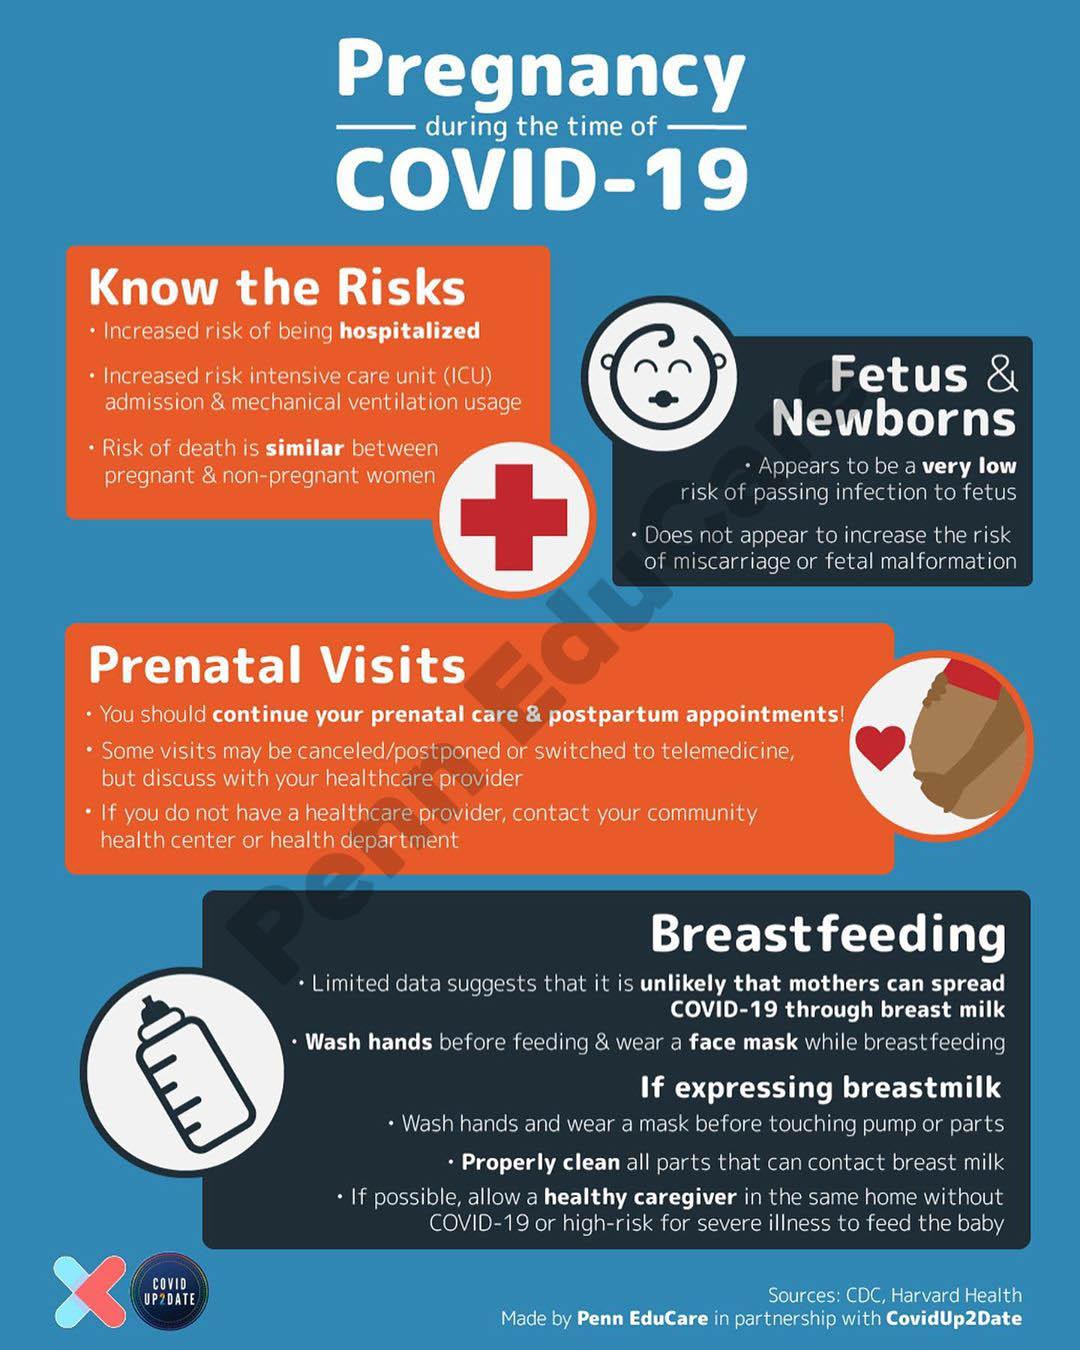 Pregnancy
during the time of
COVID-19
Know the Risks
• Increased risk of being hospitalized
• Increased risk intensive care unit (ICU)
admission & mechanical ventilation usage
• Risk of death is similar between
pregnant & non-pregnant women
Fetus &
Newborns
• Appears to be a very low
risk of passing infection to fetus
• Does not appear to increase the risk
of miscarriage or fetal malformation
Prenatal Visits
• You should continue your prenatal care & postpartum appointments!
• Some visits may be canceled/postponed or switched to telemedicine,
but discuss with your healthcare provider
• If you do not have a healthcare provider, contact your community
health center or health department
Breastfeeding
• Limited data suggests that it is unlikely that mothers can spread
COVID-19 through breast milk
• Wash hands before feeding & wear a face mask while breastfeeding
If expressing breastmilk
• Wash hands and wear a mask before touching pump or parts
• Properly clean all parts that can contact breast milk
• If possible, allow a healthy caregiver in the same home without
COVID-19 or high-risk for severe illness to feed the baby
COVID
UP2DATE
Sources: CDC, Harvard Health
Made by Penn EduCare in partnership with CovidUp2Date
Penn EduCare